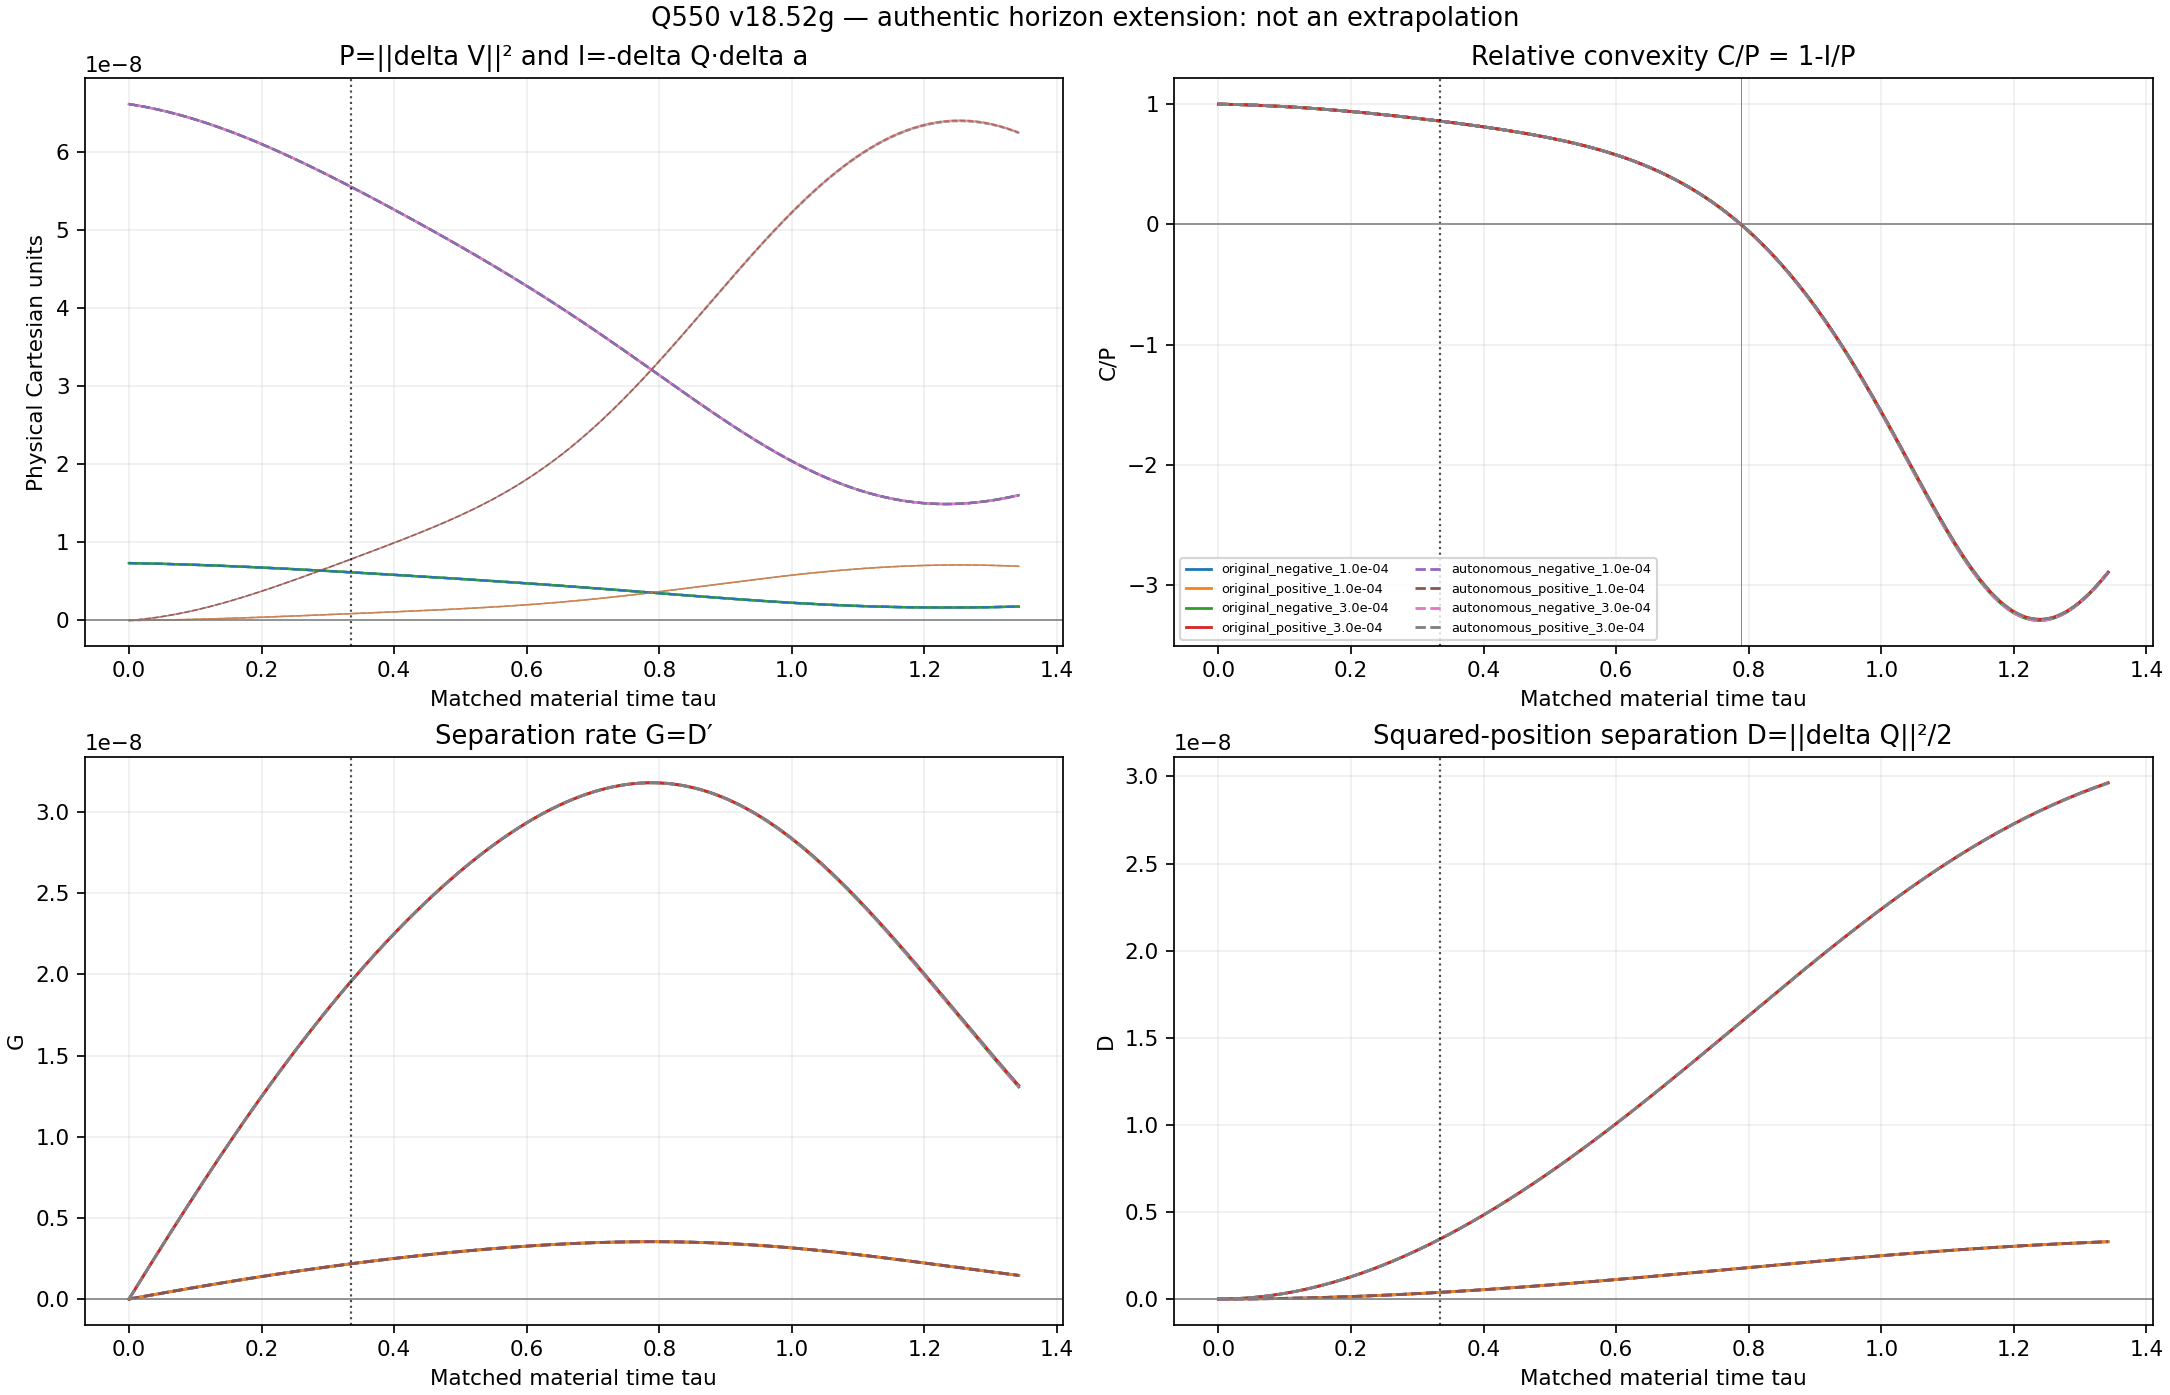 Q550 v18.52g — authentic horizon extension: not an extrapolation
P=||delta V||² and I=-delta Q·delta a
1e−8
6
5
4
3
2
1
0
Physical Cartesian units
0.0 0.2 0.4 0.6 0.8 1.0 1.2 1.4
Matched material time tau
Relative convexity C/P = 1-I/P
1
0
−1
−2
−3
C/P
original_negative_1.0e-04
original_positive_1.0e-04
original_negative_3.0e-04
original_positive_3.0e-04
autonomous_negative_1.0e-04
autonomous_positive_1.0e-04
autonomous_negative_3.0e-04
autonomous_positive_3.0e-04
0.0 0.2 0.4 0.6 0.8 1.0 1.2 1.4
Matched material time tau
Separation rate G=D′
1e−8
3.0
2.5
2.0
1.5
1.0
0.5
0.0
G
0.0 0.2 0.4 0.6 0.8 1.0 1.2 1.4
Matched material time tau
Squared-position separation D=||delta Q||²/2
1e−8
3.0
2.5
2.0
1.5
1.0
0.5
0.0
D
0.0 0.2 0.4 0.6 0.8 1.0 1.2 1.4
Matched material time tau